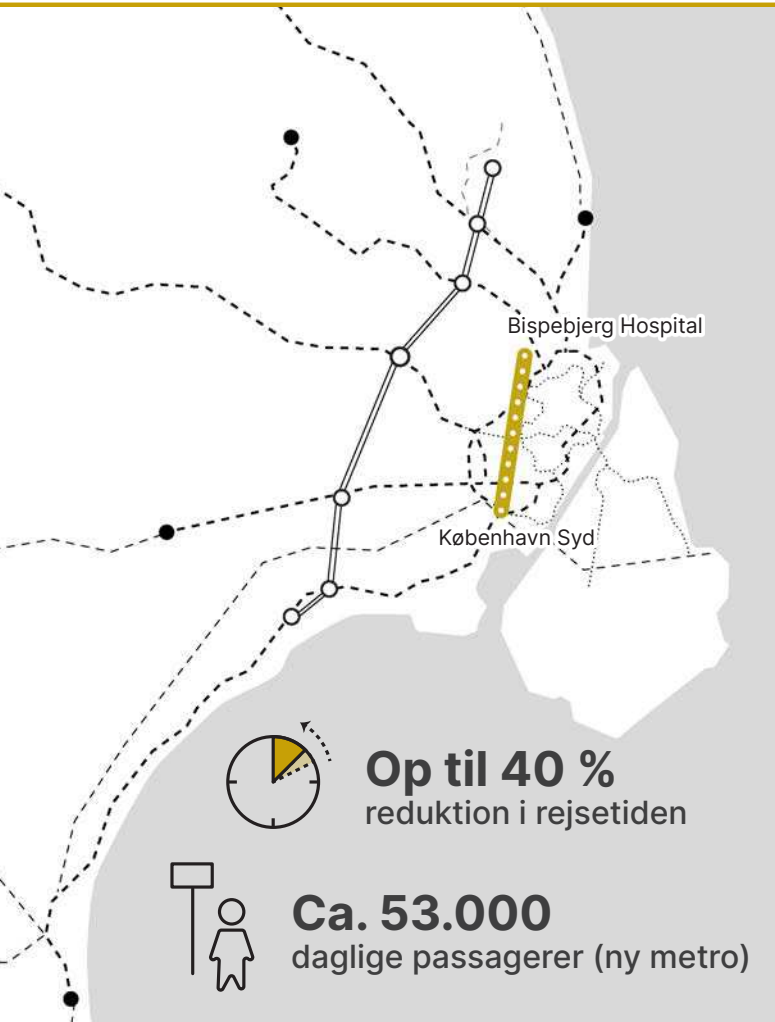 Bispebjerg Hospital
København Syd
Op til 40 %
reduktion i rejsetiden
Ca. 53.000
daglige passagerer (ny metro)